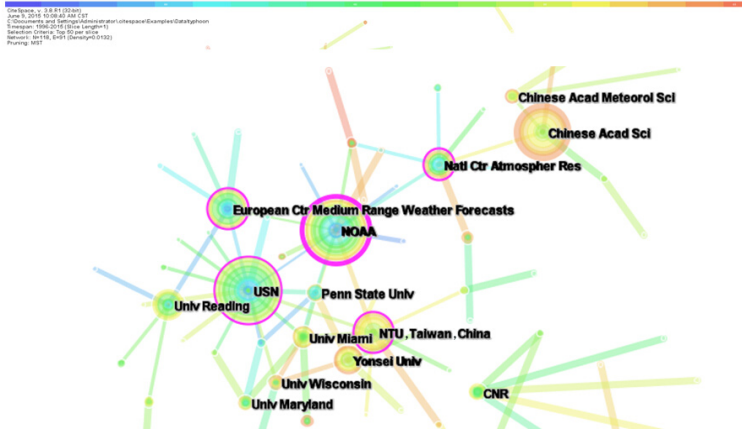 CiteSpace, v. 3.9.R1 (32-bit)
June 9, 2015 10:08:40 AM CST
C:\Documents and Settings\Administrator\.citespace\Examples\Data\typhoon
Timespan: 1996-2015 (Slice Length=1)
Selection Criteria: Top 50 per slice
Network: N=118, E=91 (Density=0.0132)
Pruning: MST
Chinese Acad Meteorol Sci
Chinese Acad Sci
Natl Ctr Atmospher Res
European Ctr Medium Range Weather Forecasts
NOAA
USN
Penn State Univ
Univ Reading
NTU,Taiwan,China
Univ Miami
Yonsei Univ
Univ Wisconsin
CNR
Univ Maryland